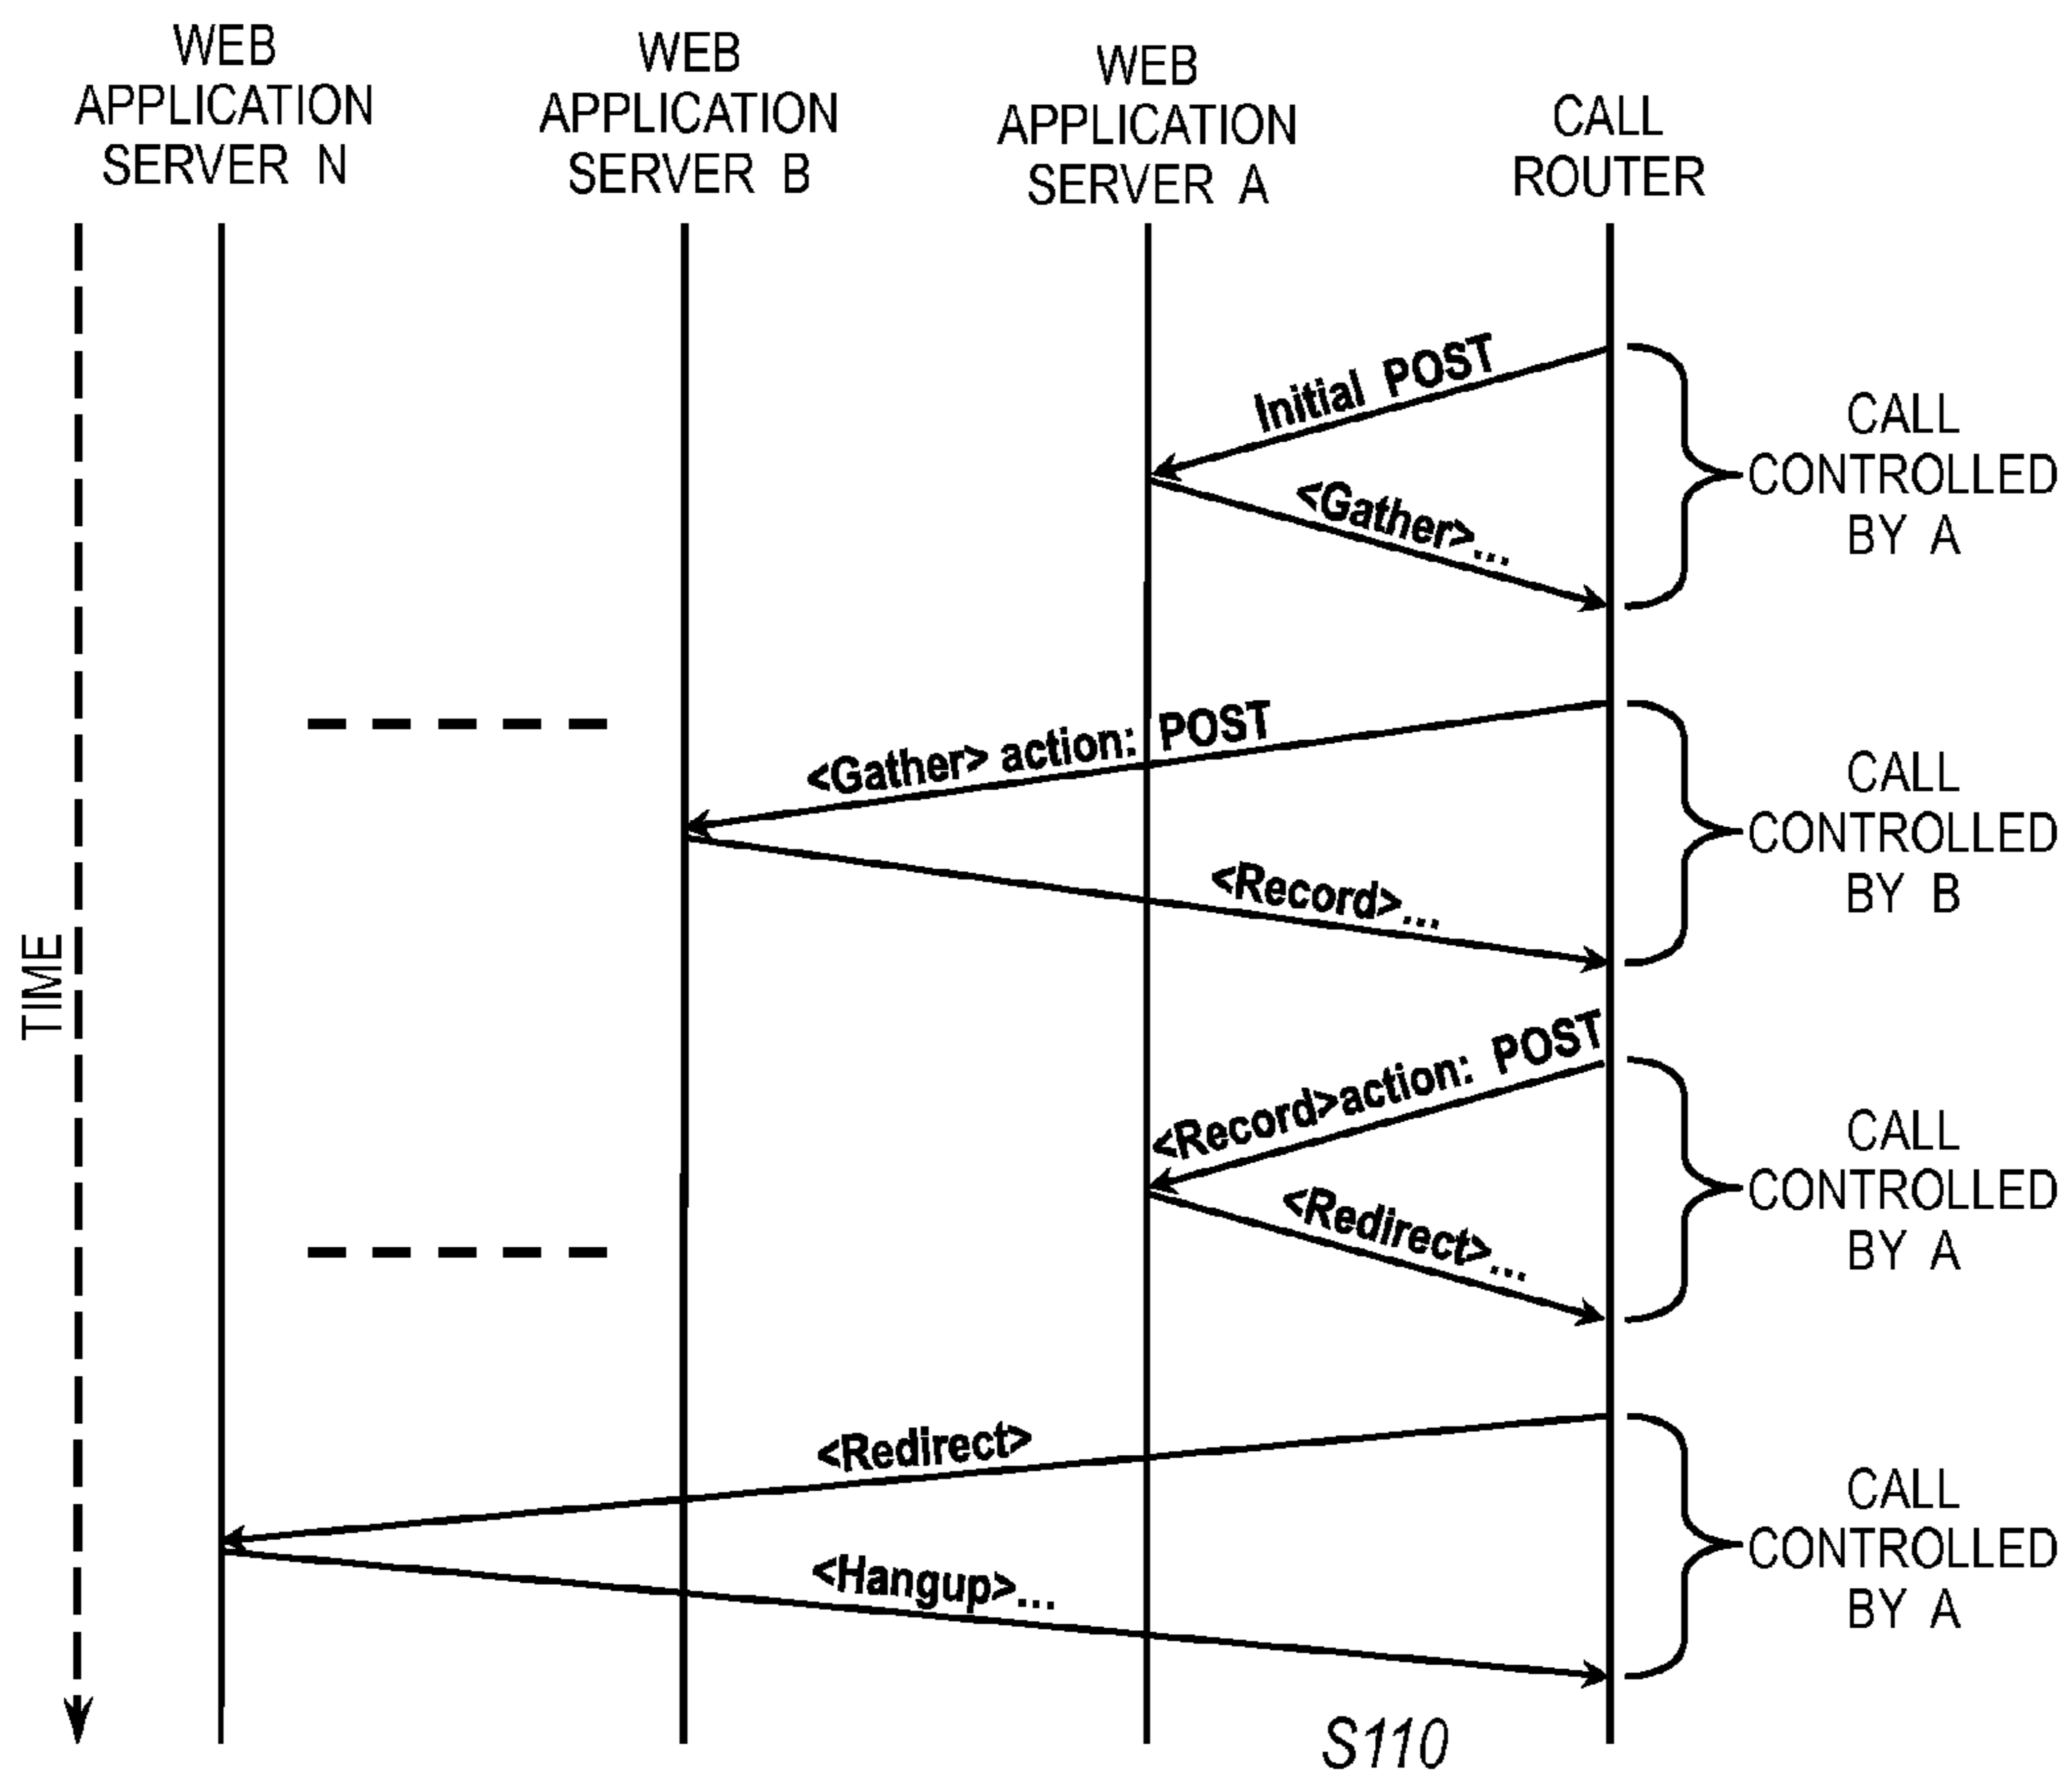 WEB
APPLICATION
SERVER N
WEB
APPLICATION
SERVER B
WEB
APPLICATION
SERVER A
CALL
ROUTER
Initial POST
<Gather>...
CALL
CONTROLLED
BY A
<Gather> action: POST
<Record>...
CALL
CONTROLLED
BY B
TIME
<Record>action: POST
<Redirect>...
CALL
CONTROLLED
BY A
<Redirect>
<Hangup>...
CALL
CONTROLLED
BY A
S110